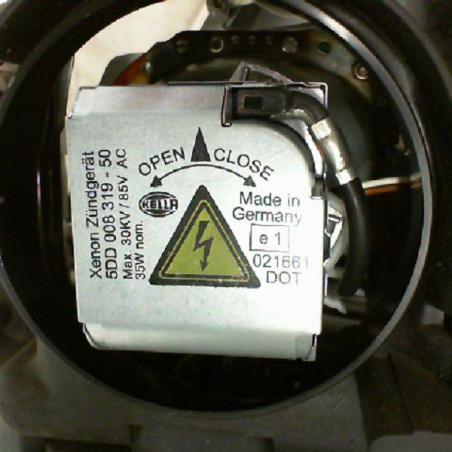 Xenon Zündgerät
5DD 008 319 - 50
Max. 30KV / 85V AC
35W nom.
OPEN CLOSE
HELLA
Made in
Germany
e1
021661
DOT